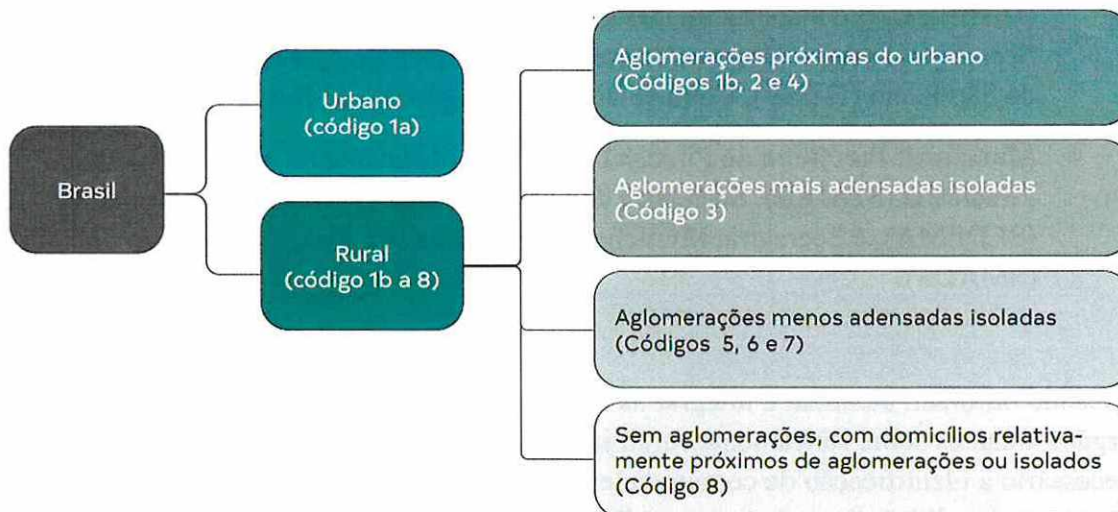 Brasil
Urbano
(código 1a)
Rural
(código 1b a 8)
Aglomerações próximas do urbano
(Códigos 1b, 2 e 4)
Aglomerações mais adensadas isoladas
(Código 3)
Aglomerações menos adensadas isoladas
(Códigos 5, 6 e 7)
Sem aglomerações, com domicílios relativa-
mente próximos de aglomerações ou isolados
(Código 8)